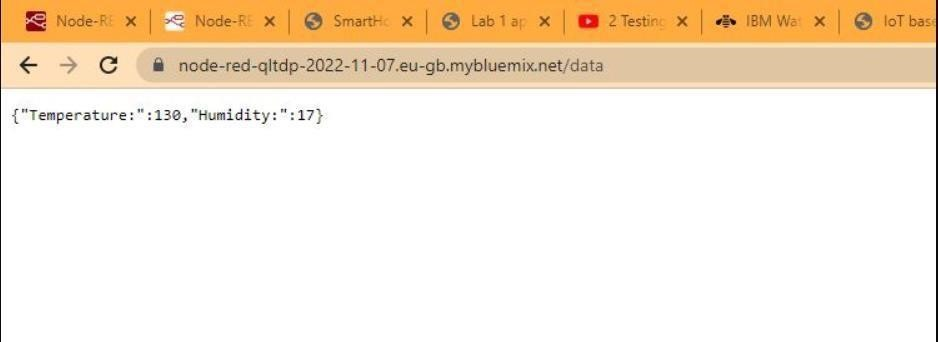 Node-RE Node-RE SmartHo Lab 1 ap 2 Testing IBM Wat IoT base
node-red-qltdp-2022-11-07.eu-gb.mybluemix.net/data
{"Temperature:":130,"Humidity:":17}